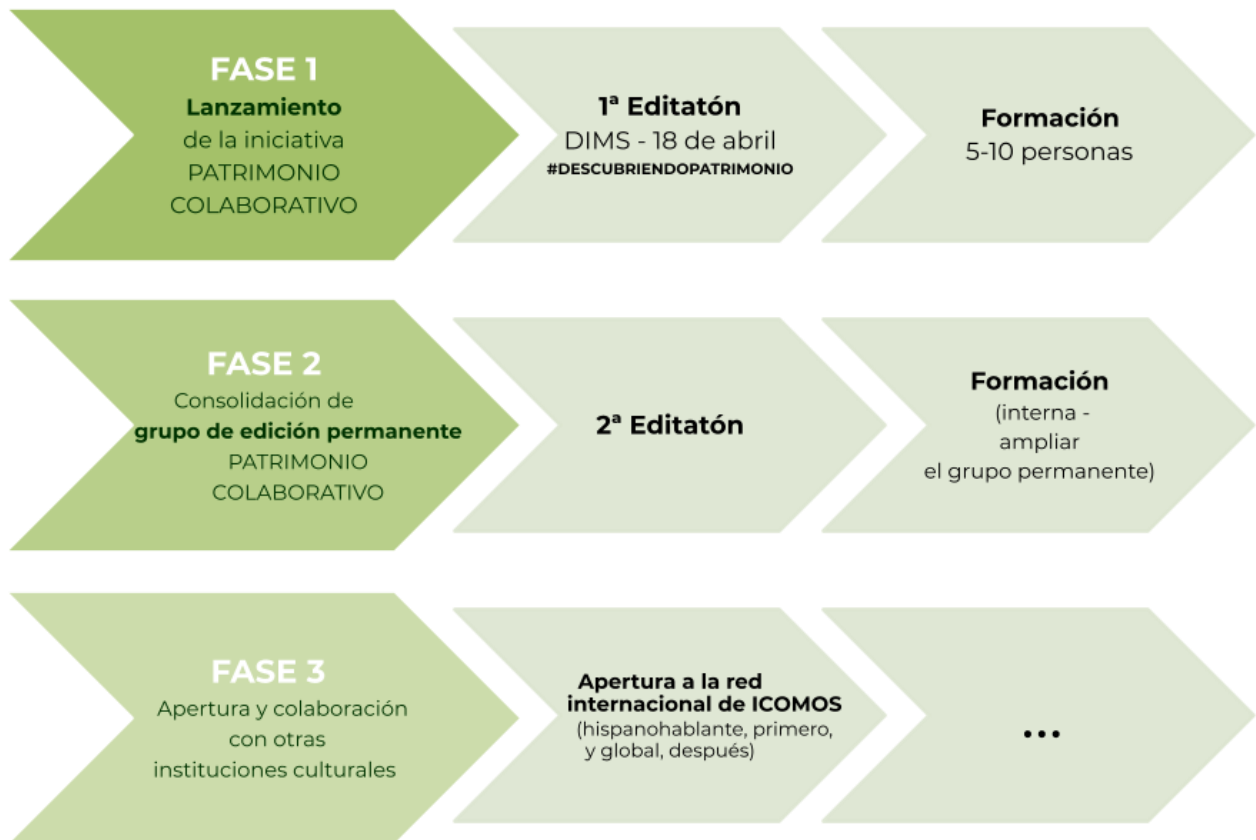 FASE 1
Lanzamiento
de la iniciativa
PATRIMONIO
COLABORATIVO
1ª Editatón
DIMS - 18 de abril
#DESCUBRIENDOPATRIMONIO
Formación
5-10 personas
FASE 2
Consolidación de
grupo de edición permanente
PATRIMONIO
COLABORATIVO
2ª Editatón
Formación
(interna -
ampliar
el grupo permanente)
FASE 3
Apertura y colaboración
con otras
instituciones culturales
Apertura a la red
internacional de ICOMOS
(hispanohablante, primero,
y global, después)
...